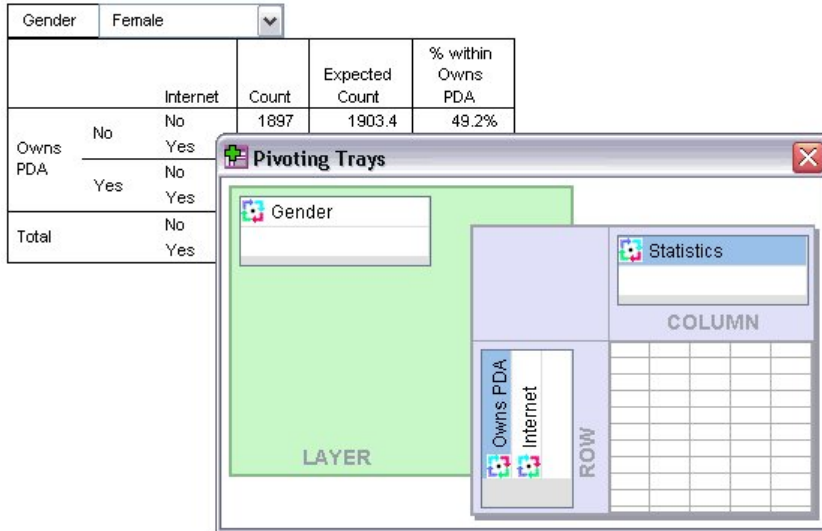 Gender Female
% within
Expected Owns
Internet Count Count PDA
No 1897 1903.4 49.2%
No
Owns Yes
PDA No
Yes
Yes
No
Total
Yes
Pivoting Trays
Gender
Statistics
COLUMN
Owns PDA
Internet
ROW
LAYER